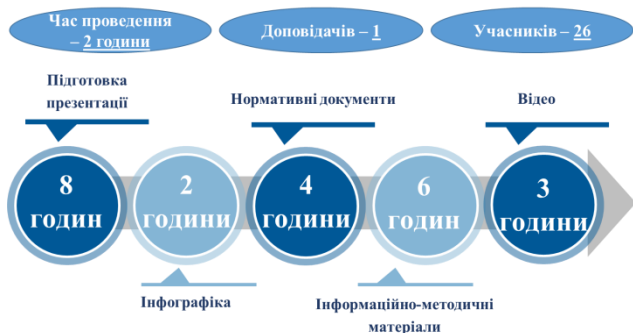 Час проведення
– 2 години
Доповідачів – 1
Учасників – 26
Підготовка
презентації
Нормативні документи
Відео
8
годин
2
години
4
години
6
годин
3
години
Інфографіка
Інформаційно-методичні
матеріали